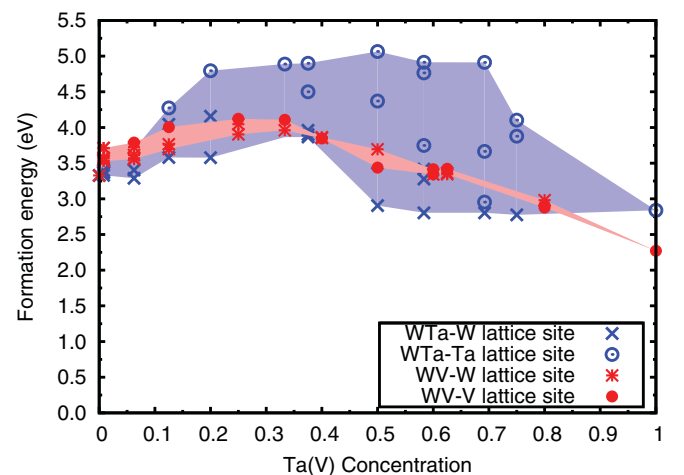 5.5
5.0
4.5
4.0
3.5
3.0
2.5
2.0
1.5
1.0
0.5
0.0
Formation energy (eV)
WTa-W lattice site
WTa-Ta lattice site
WV-W lattice site
WV-V lattice site
0 0.1 0.2 0.3 0.4 0.5 0.6 0.7 0.8 0.9 1
Ta(V) Concentration